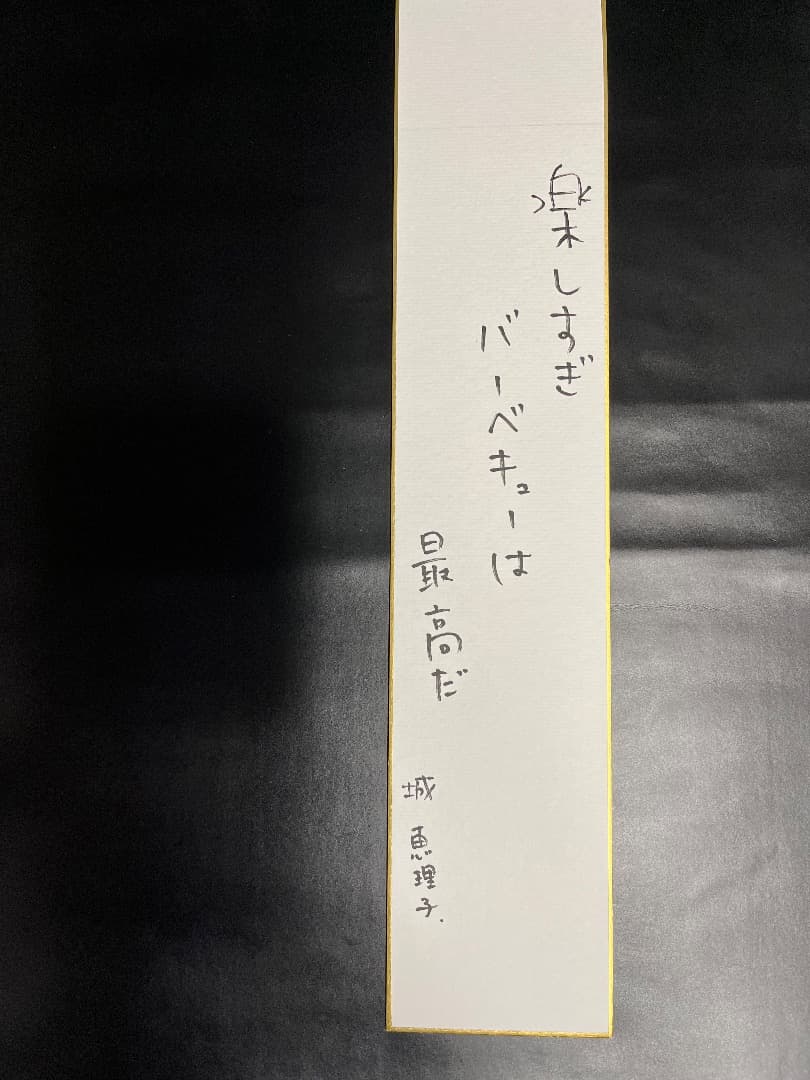 楽しすぎ
バーベキューは
最高だ
城 恵理子.